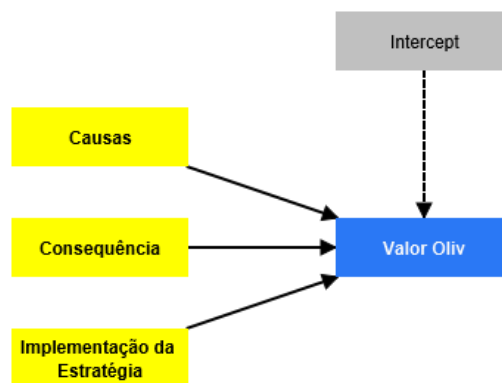 Intercept
Causas
Consequência
Valor Oliv
Implementação da
Estratégia